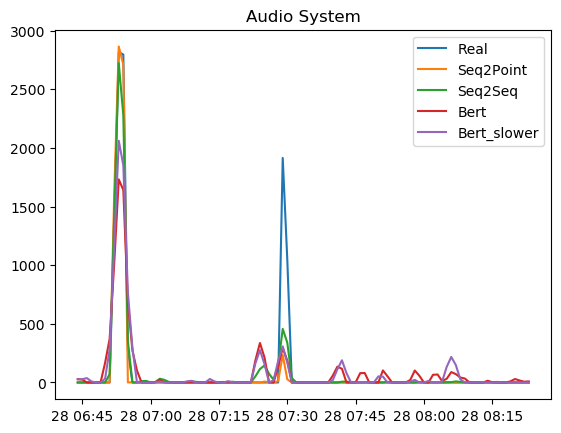 Audio System
3000
2500
2000
1500
1000
500
0
Real
Seq2Point
Seq2Seq
Bert
Bert_slower
28 06:45 28 07:00 28 07:15 28 07:30 28 07:45 28 08:00 28 08:15